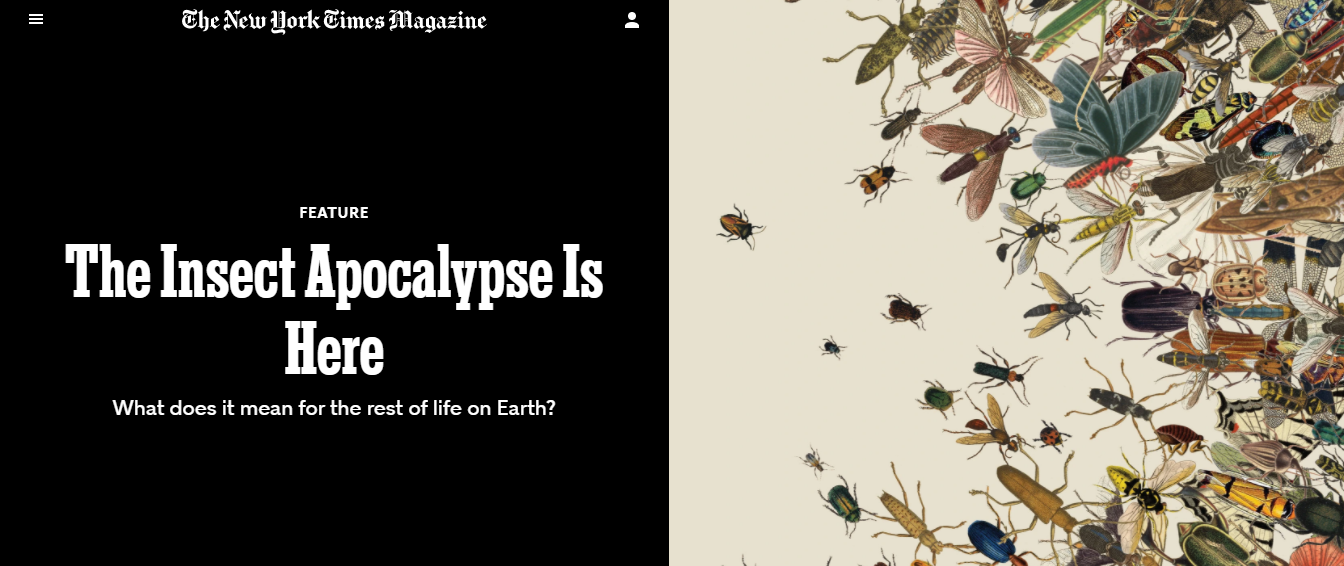 The New York Times Magazine
FEATURE
The Insect Apocalypse Is
Here
What does it mean for the rest of life on Earth?